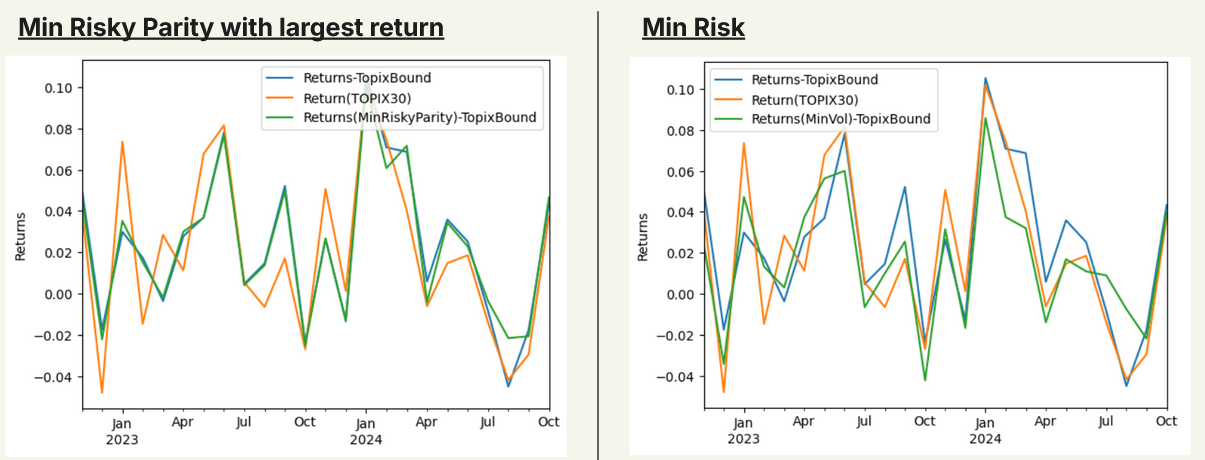 Min Risky Parity with largest return
Returns-TopixBound
Return(TOPIX30)
Returns(MinRiskyParity)-TopixBound
Returns
0.10
0.08
0.06
0.04
0.02
0.00
−0.02
−0.04
Jan Apr Jul Oct Jan Apr Jul Oct
2023 2024
Min Risk
Returns-TopixBound
Return(TOPIX30)
Returns(MinVol)-TopixBound
Returns
0.10
0.08
0.06
0.04
0.02
0.00
−0.02
−0.04
Jan Apr Jul Oct Jan Apr Jul Oct
2023 2024